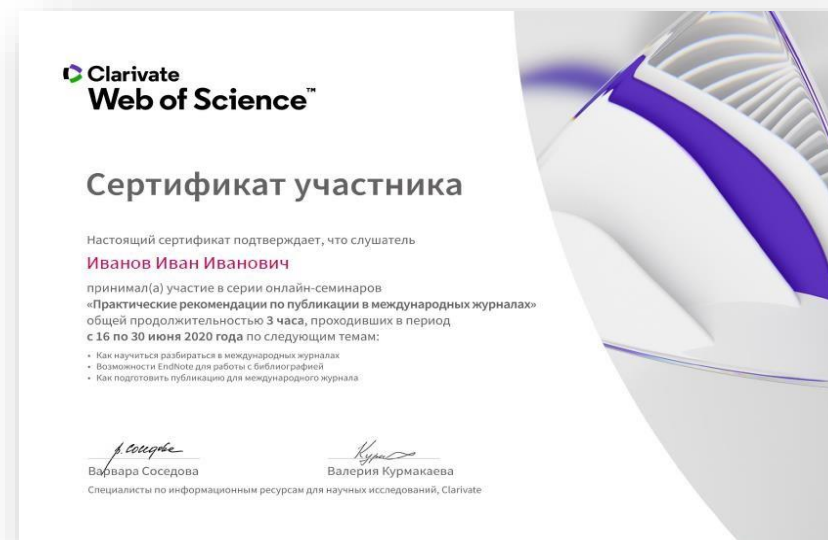 Clarivate
Web of Science™
Сертификат участника
Настоящий сертификат подтверждает, что слушатель
Иванов Иван Иванович
принимал(а) участие в серии онлайн-семинаров
«Практические рекомендации по публикации в международных журналах»
общей продолжительностью 3 часа, проходивших в период
с 16 по 30 июня 2020 года по следующим темам:
• Как научиться разбираться в международных журналах
• Возможности EndNote для работы с библиографией
• Как подготовить публикацию для международного журнала
В. Соседова
Варвара Соседова
Валерия Курмакаева
Специалисты по информационным ресурсам для научных исследований, Clarivate